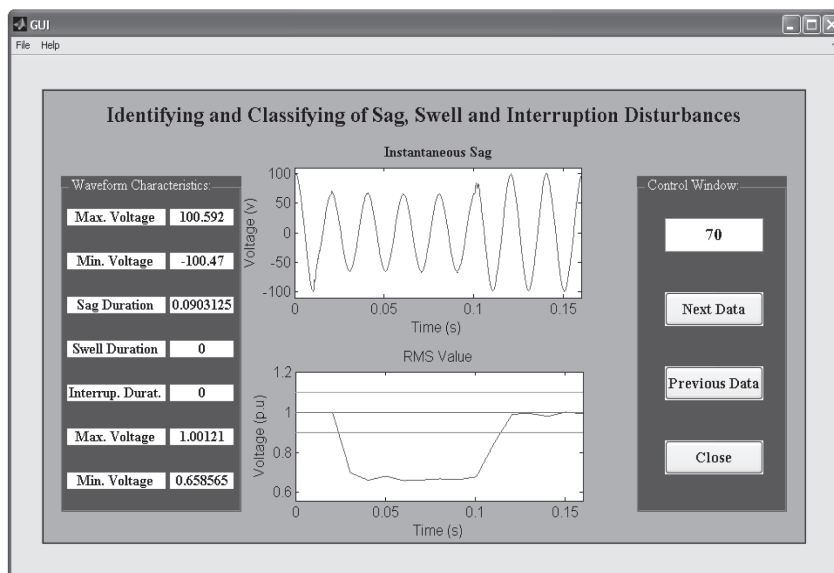 GUI
File Help
Identifying and Classifying of Sag, Swell and Interruption Disturbances
Waveform Characteristics:
Max. Voltage 100.592
Min. Voltage -100.47
Sag Duration 0.0903125
Swell Duration 0
Interrup. Durat. 0
Max. Voltage 1.00121
Min. Voltage 0.658565
Instantaneous Sag
Voltage (v)
100
50
0
-50
-100
0 0.05 0.1 0.15
Time (s)
RMS Value
Voltage (p.u)
1.2
1
0.8
0.6
0 0.05 0.1 0.15
Time (s)
Control Window:
70
Next Data
Previous Data
Close